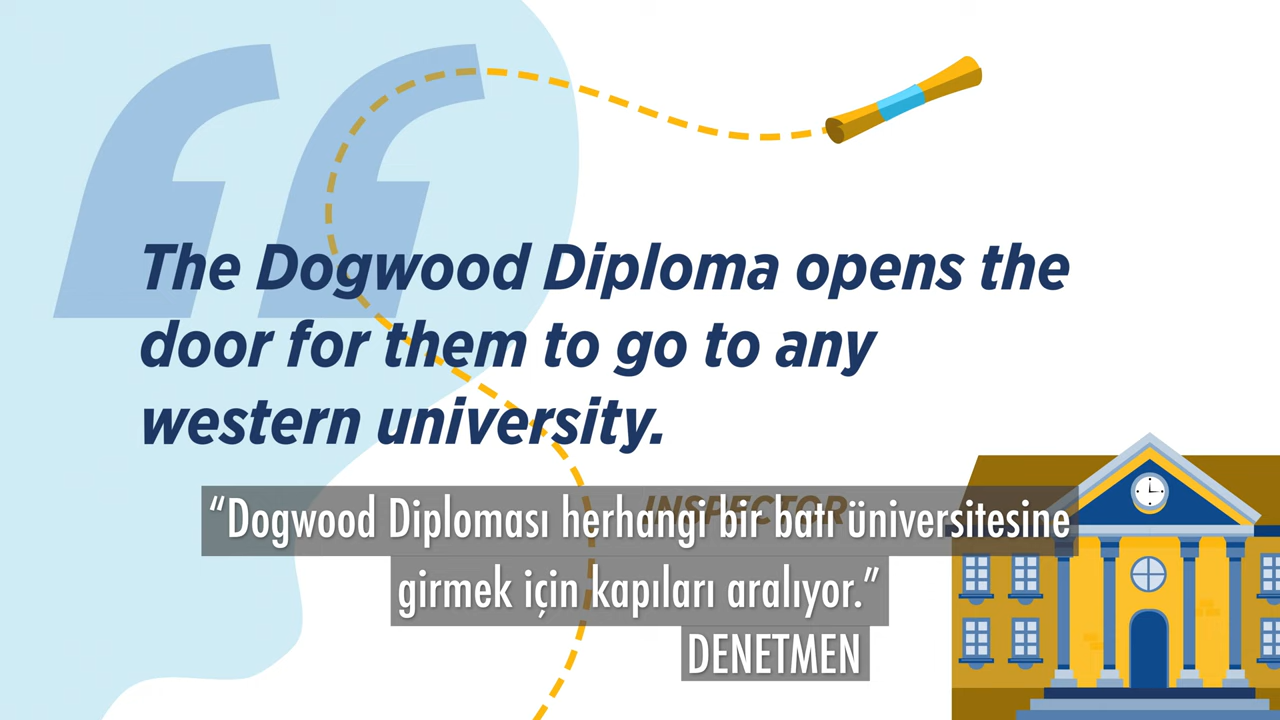 The Dogwood Diploma opens the
door for them to go to any
western university.
INSPECTOR
“Dogwood Diploması herhangi bir batı üniversitesine
girmek için kapıları aralıyor.”
DENETMEN